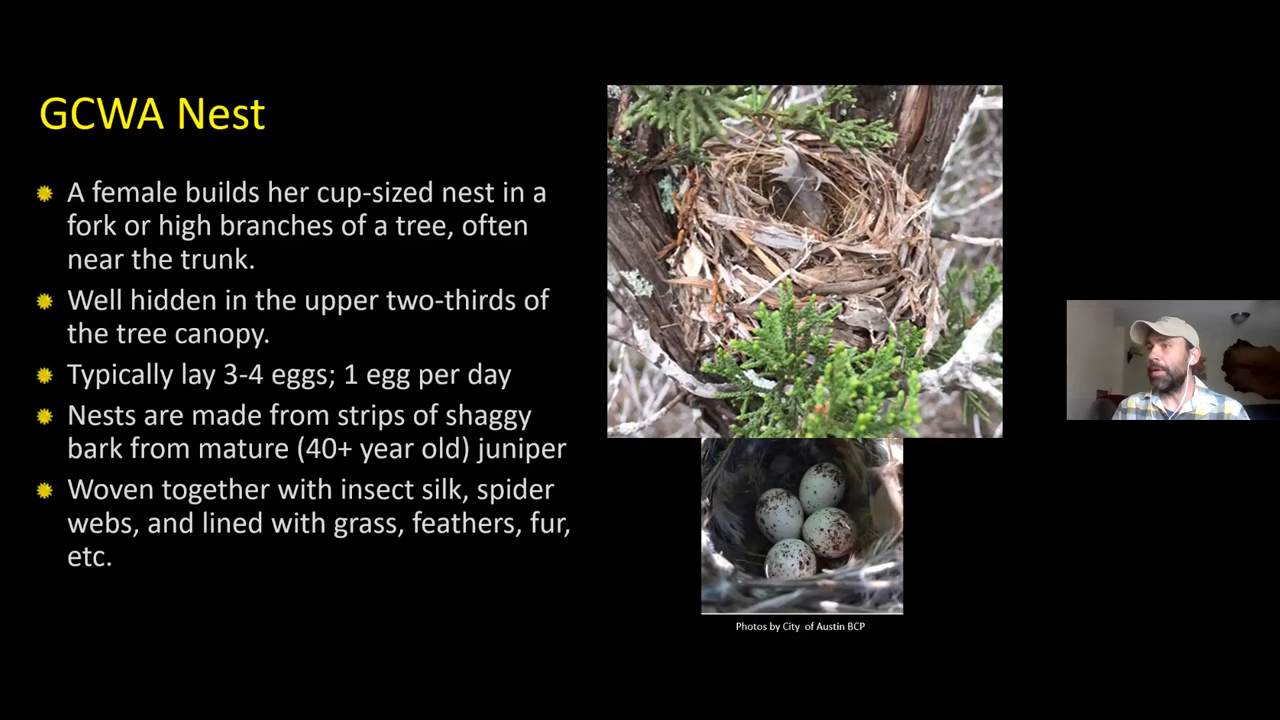 GCWA Nest
A female builds her cup-sized nest in a
fork or high branches of a tree, often
near the trunk.
Well hidden in the upper two-thirds of
the tree canopy.
Typically lay 3-4 eggs; 1 egg per day
Nests are made from strips of shaggy
bark from mature (40+ year old) juniper
Woven together with insect silk, spider
webs, and lined with grass, feathers, fur,
etc.
Photos by City of Austin BCP